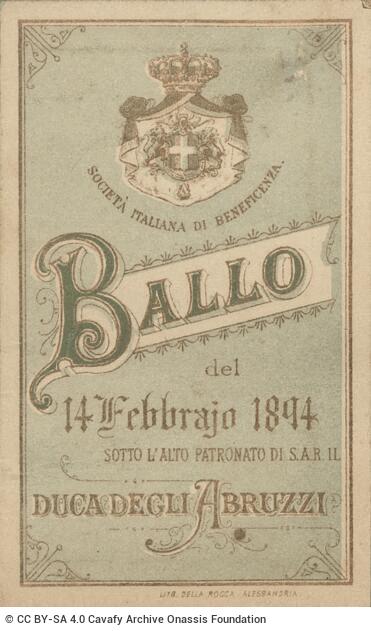 SOCIETÀ ITALIANA DI BENEFICENZA.
BALLO
del
14 Febbrajo 1894
SOTTO L'ALTO PATRONATO DI S.A.R. IL
DUCA DEGLI ABRUZZI
LITO. DELLA ROCCA - ALESSANDRIA
© CC BY-SA 4.0 Cavafy Archive Onassis Foundation